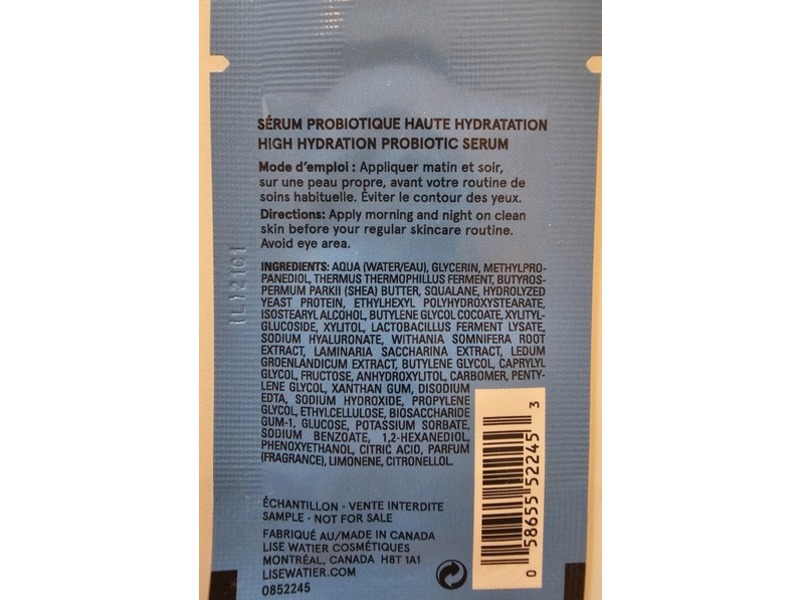 SÉRUM PROBIOTIQUE HAUTE HYDRATATION
HIGH HYDRATION PROBIOTIC SERUM
Mode d'emploi : Appliquer matin et soir,
sur une peau propre, avant votre routine de
soins habituelle. Éviter le contour des yeux.
Directions: Apply morning and night on clean
skin before your regular skincare routine.
Avoid eye area.
INGREDIENTS: AQUA (WATER/EAU), GLYCERIN, METHYLPRO-
PANEDIOL, THERMUS THERMOPHILLUS FERMENT, BUTYROS-
PERMUM PARKII (SHEA) BUTTER, SQUALANE, HYDROLYZED
YEAST PROTEIN, ETHYLHEXYL POLYHYDROXYSTEARATE,
ISOSTEARYL ALCOHOL, BUTYLENE GLYCOL COCOATE, XYLITYL-
GLUCOSIDE, XYLITOL, LACTOBACILLUS FERMENT LYSATE,
SODIUM HYALURONATE, WITHANIA SOMNIFERA ROOT
EXTRACT, LAMINARIA SACCHARINA EXTRACT, LEDUM
GROENLANDICUM EXTRACT, BUTYLENE GLYCOL, CAPRYLYL
GLYCOL, FRUCTOSE, ANHYDROXYLITOL, CARBOMER, PENTY-
LENE GLYCOL, XANTHAN GUM, DISODIUM
EDTA, SODIUM HYDROXIDE, PROPYLENE
GLYCOL, ETHYLCELLULOSE, BIOSACCHARIDE
GUM-1, GLUCOSE, POTASSIUM SORBATE,
SODIUM BENZOATE, 1,2-HEXANEDIOL,
PHENOXYETHANOL, CITRIC ACID, PARFUM
(FRAGRANCE), LIMONENE, CITRONELLOL.
ÉCHANTILLON · VENTE INTERDITE
SAMPLE · NOT FOR SALE
FABRIQUÉ AU/MADE IN CANADA
LISE WATIER COSMÉTIQUES
MONTRÉAL, CANADA H8T 1A1
LISEWATIER.COM
0852245
0 58655 52245 3